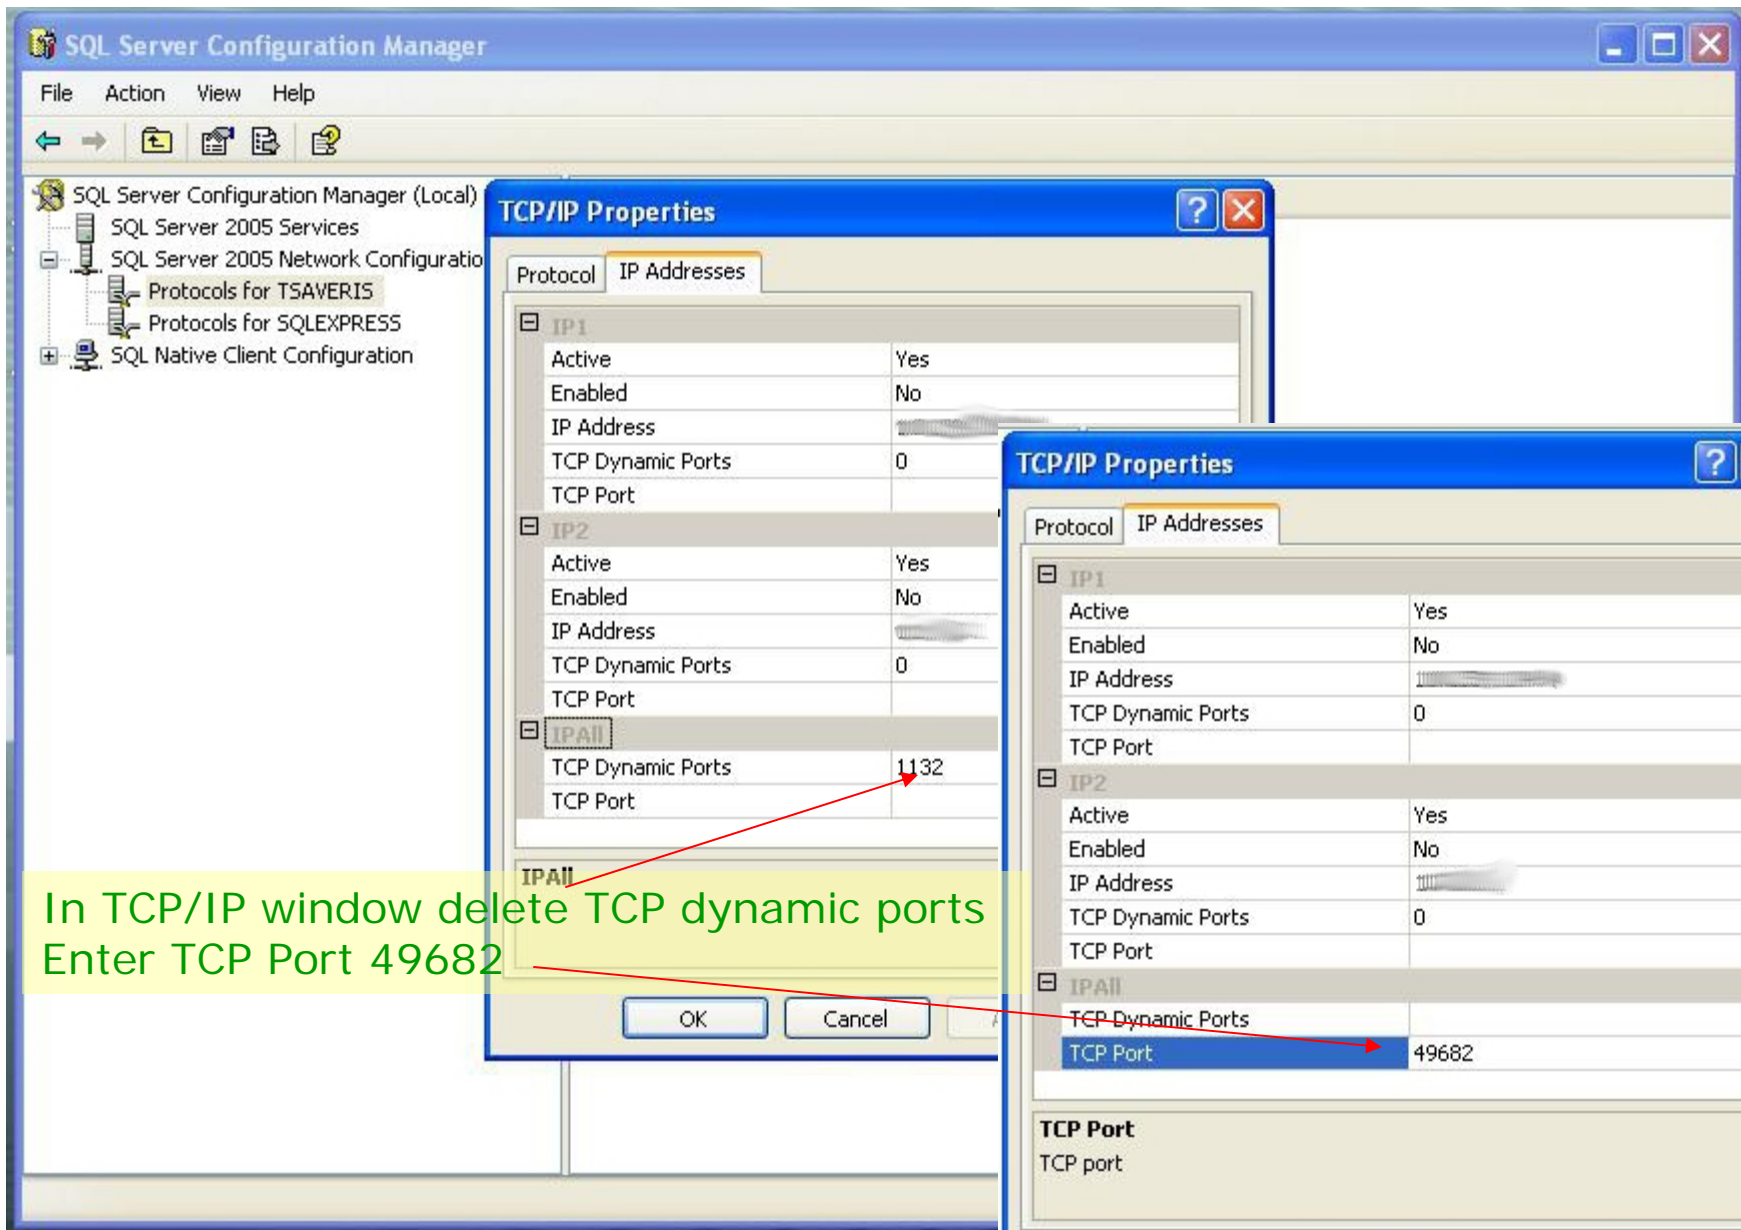 SQL Server Configuration Manager
File Action View Help
SQL Server Configuration Manager (Local)
SQL Server 2005 Services
SQL Server 2005 Network Configuratio
Protocols for TSAVERIS
Protocols for SQLEXPRESS
SQL Native Client Configuration
TCP/IP Properties
Protocol IP Addresses
IP1
Active Yes
Enabled No
IP Address
TCP Dynamic Ports 0
TCP Port
IP2
Active Yes
Enabled No
IP Address
TCP Dynamic Ports 0
TCP Port
IPAll
TCP Dynamic Ports 1132
TCP Port
IPAll
OK Cancel
In TCP/IP window delete TCP dynamic ports
Enter TCP Port 49682
TCP/IP Properties
Protocol IP Addresses
IP1
Active Yes
Enabled No
IP Address
TCP Dynamic Ports 0
TCP Port
IP2
Active Yes
Enabled No
IP Address
TCP Dynamic Ports 0
TCP Port
IPAll
TCP Dynamic Ports
TCP Port 49682
TCP Port
TCP port